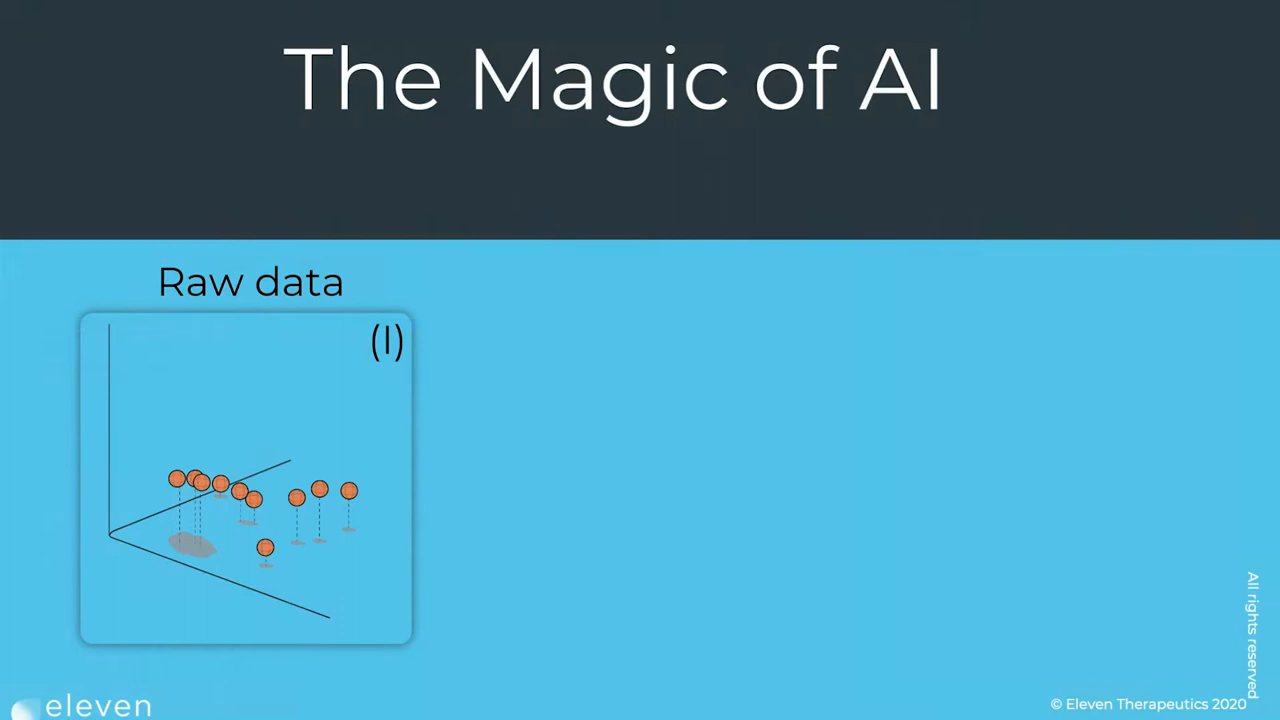 The Magic of AI
Raw data
(I)
All rights reserved
eleven
© Eleven Therapeutics 2020